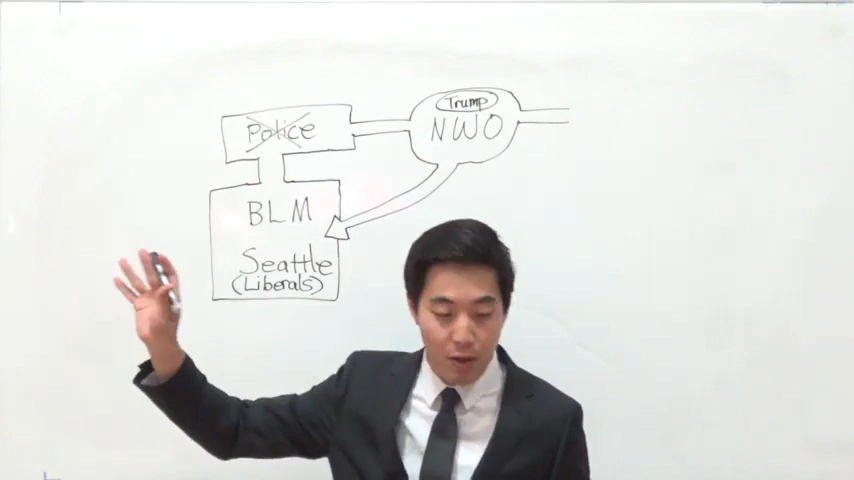 Trump
Police
NWO
BLM
Seattle
(Liberals)